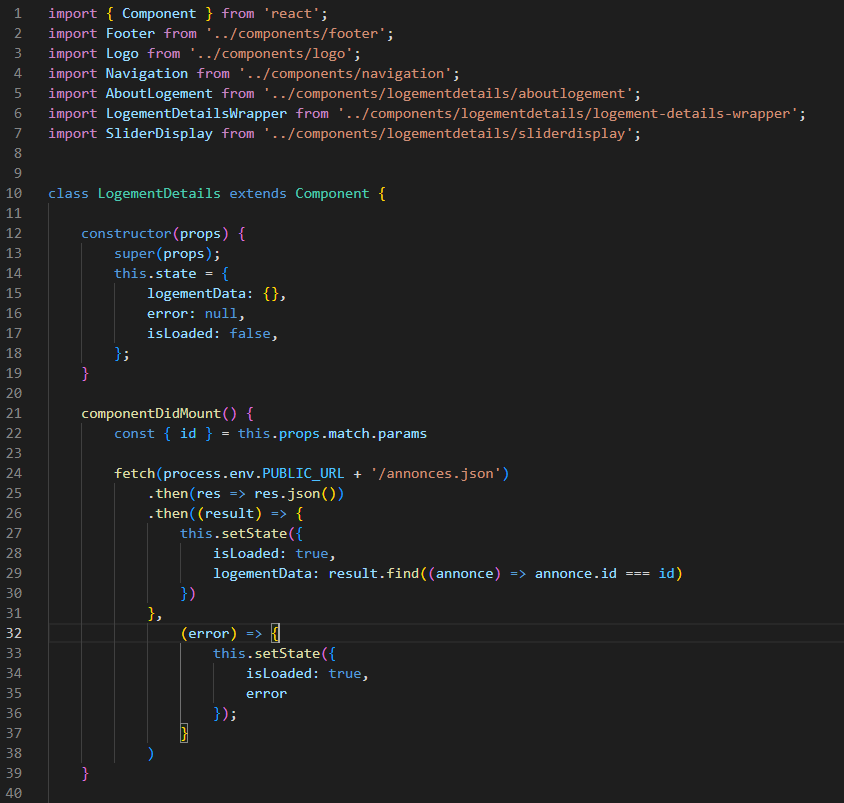 1 import { Component } from 'react';
2 import Footer from '../components/footer';
3 import Logo from '../components/logo';
4 import Navigation from '../components/navigation';
5 import AboutLogement from '../components/logementdetails/aboutlogement';
6 import LogementDetailsWrapper from '../components/logementdetails/logement-details-wrapper';
7 import SliderDisplay from '../components/logementdetails/sliderdisplay';
8
9
10 class LogementDetails extends Component {
11
12     constructor(props) {
13         super(props);
14         this.state = {
15             logementData: {},
16             error: null,
17             isLoaded: false,
18         };
19     }
20
21     componentDidMount() {
22         const { id } = this.props.match.params
23
24         fetch(process.env.PUBLIC_URL + '/annonces.json')
25             .then(res => res.json())
26             .then((result) => {
27                 this.setState({
28                     isLoaded: true,
29                     logementData: result.find((annonce) => annonce.id === id)
30                 })
31             },
32                 (error) => {
33                     this.setState({
34                         isLoaded: true,
35                         error
36                     });
37                 }
38             )
39     }
40